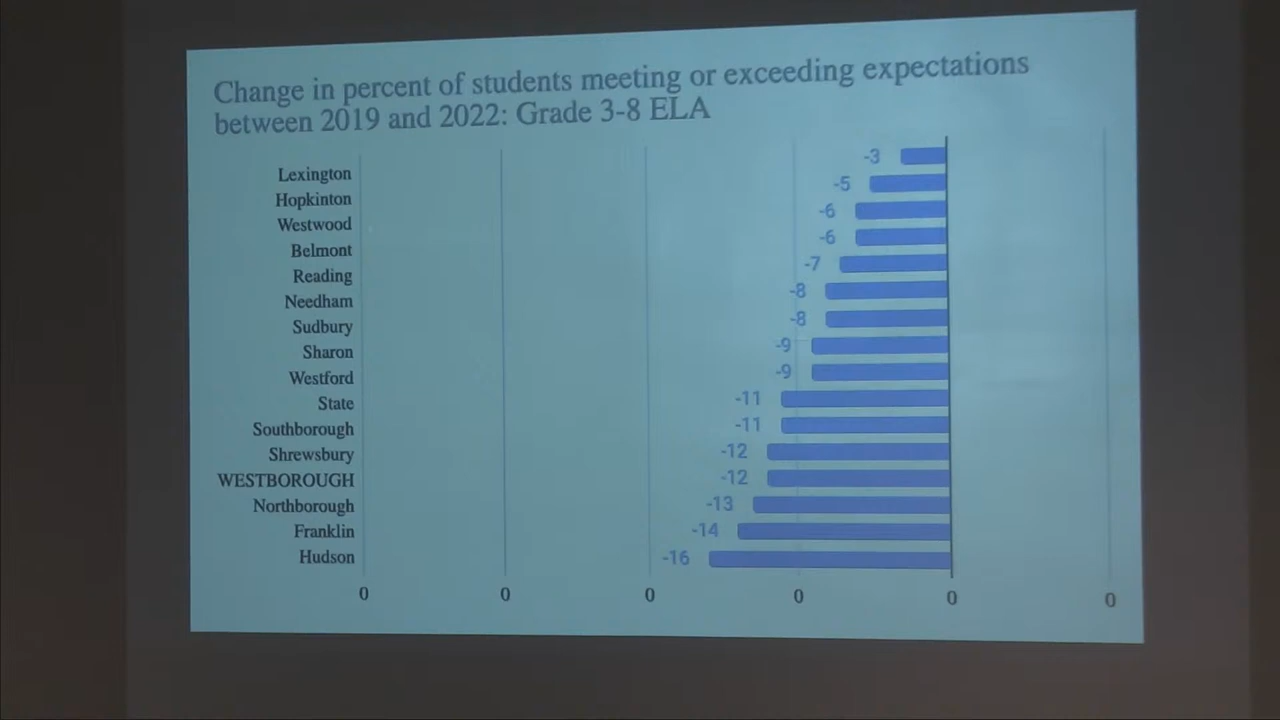 Change in percent of students meeting or exceeding expectations
between 2019 and 2022: Grade 3-8 ELA
Lexington -3
Hopkinton -5
Westwood -6
Belmont -6
Reading -7
Needham -8
Sudbury -8
Sharon -9
Westford -9
State -11
Southborough -11
Shrewsbury -12
WESTBOROUGH -12
Northborough -13
Franklin -14
Hudson -16
0 0 0 0 0 0